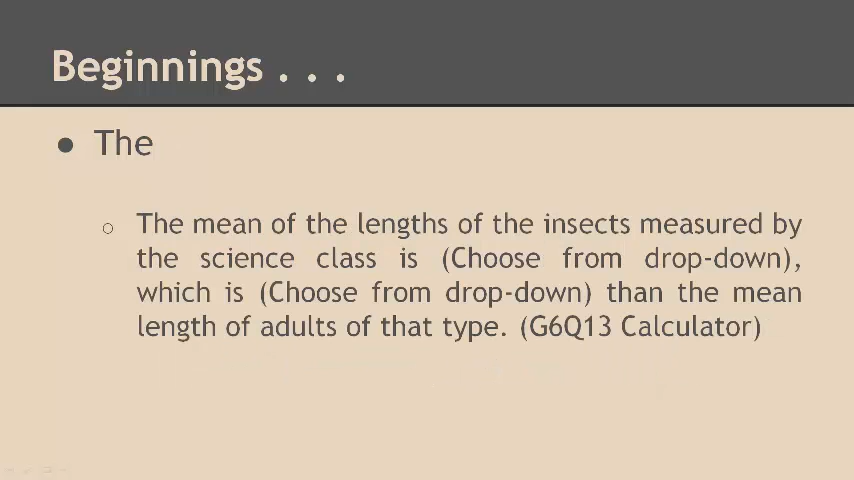 Beginnings . . .
● The
○ The mean of the lengths of the insects measured by
the science class is (Choose from drop-down),
which is (Choose from drop-down) than the mean
length of adults of that type. (G6Q13 Calculator)